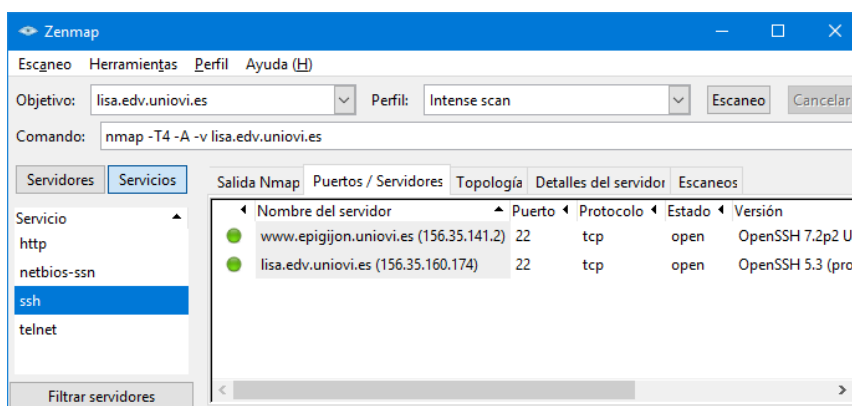 Zenmap
Escaneo Herramientas Perfil Ayuda (H)
Objetivo: lisa.edv.uniovi.es Perfil: Intense scan Escaneo Cancelar
Comando: nmap -T4 -A -v lisa.edv.uniovi.es
Servidores Servicios Salida Nmap Puertos / Servidores Topología Detalles del servidor Escaneos
Servicio Nombre del servidor Puerto Protocolo Estado Versión
http www.epigijon.uniovi.es (156.35.141.2) 22 tcp open OpenSSH 7.2p2 U
netbios-ssn lisa.edv.uniovi.es (156.35.160.174) 22 tcp open OpenSSH 5.3 (pro
ssh
telnet
Filtrar servidores